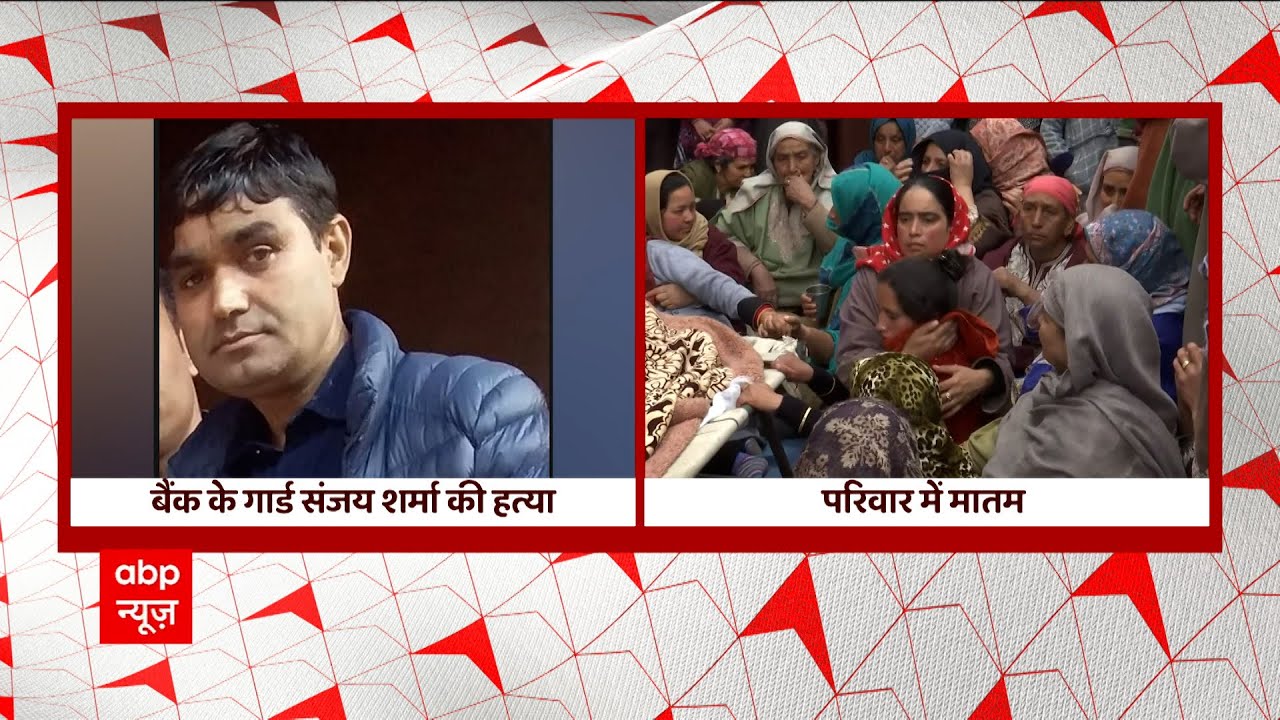 बैंक के गार्ड संजय शर्मा की हत्या
परिवार में मातम
abp
न्यूज़